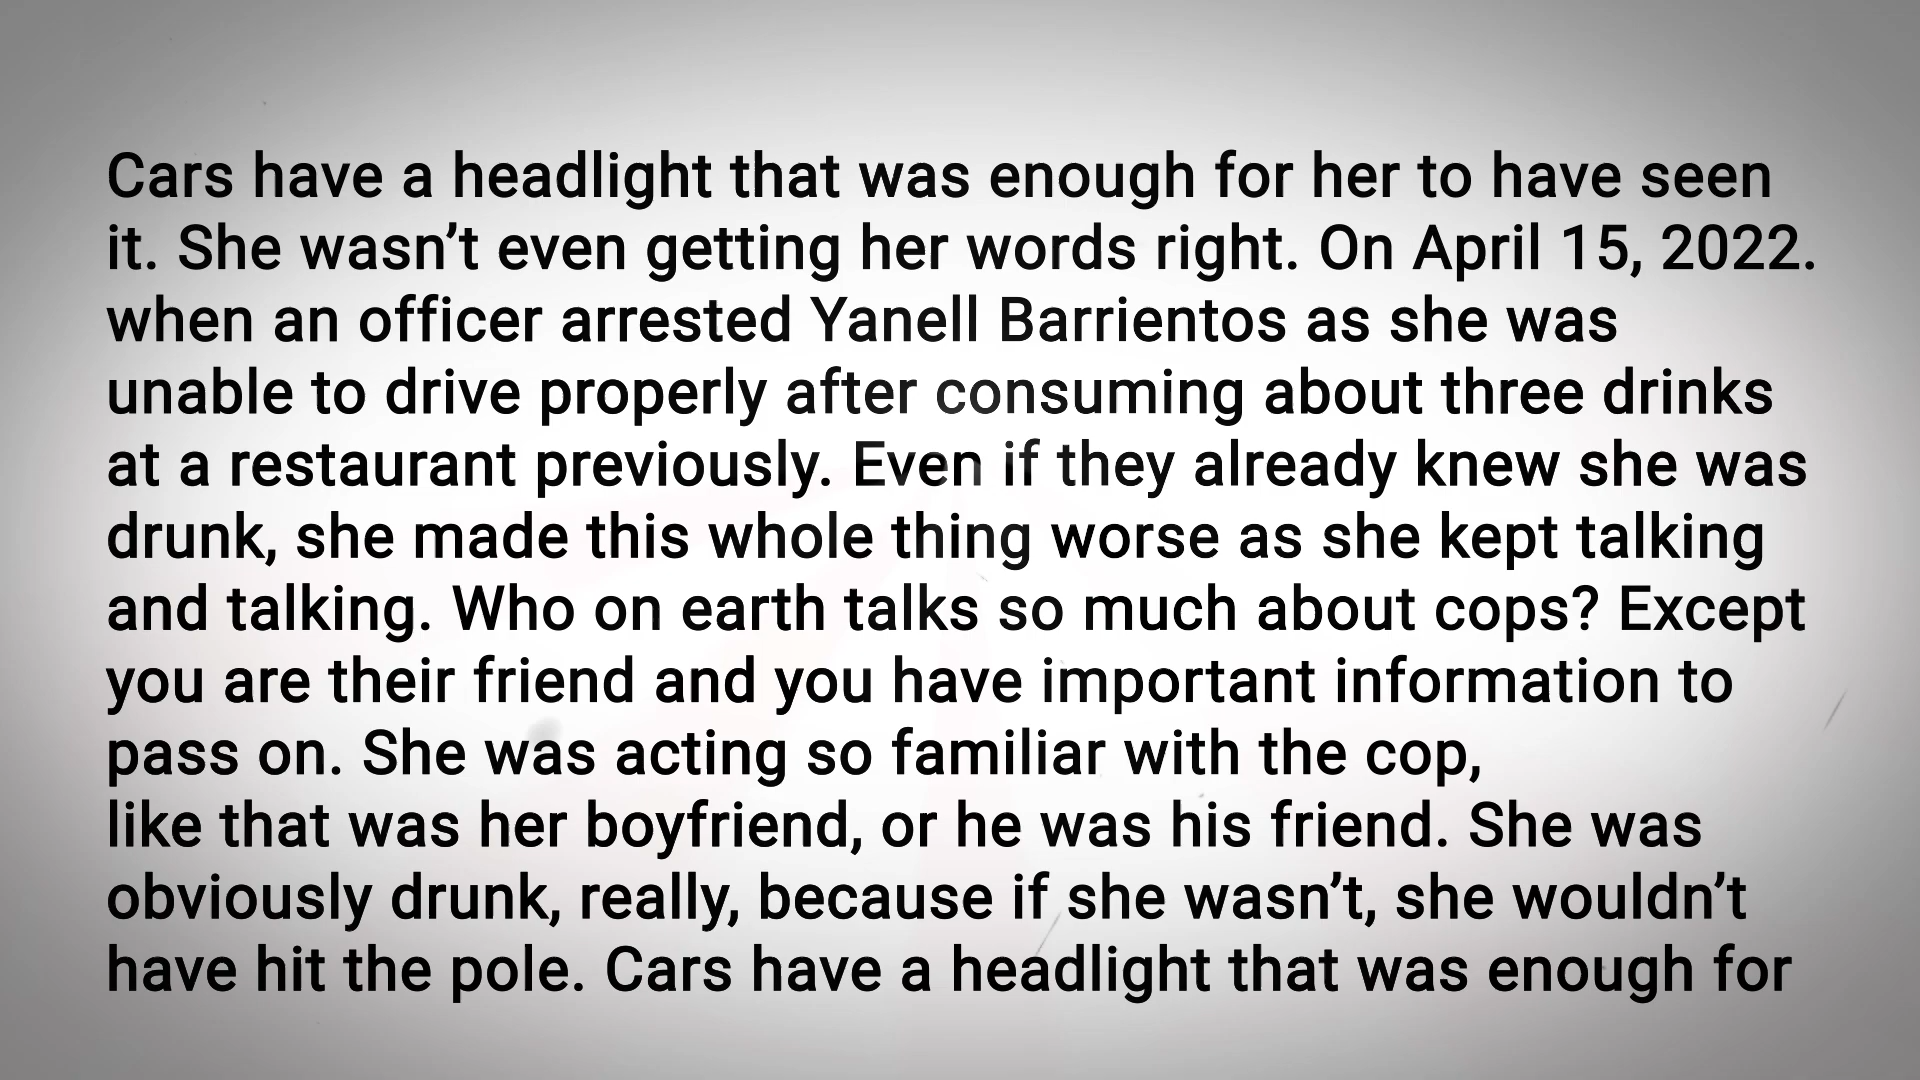 Cars have a headlight that was enough for her to have seen
it. She wasn’t even getting her words right. On April 15, 2022.
when an officer arrested Yanell Barrientos as she was
unable to drive properly after consuming about three drinks
at a restaurant previously. Even if they already knew she was
drunk, she made this whole thing worse as she kept talking
and talking. Who on earth talks so much about cops? Except
you are their friend and you have important information to
pass on. She was acting so familiar with the cop,
like that was her boyfriend, or he was his friend. She was
obviously drunk, really, because if she wasn’t, she wouldn’t
have hit the pole. Cars have a headlight that was enough for